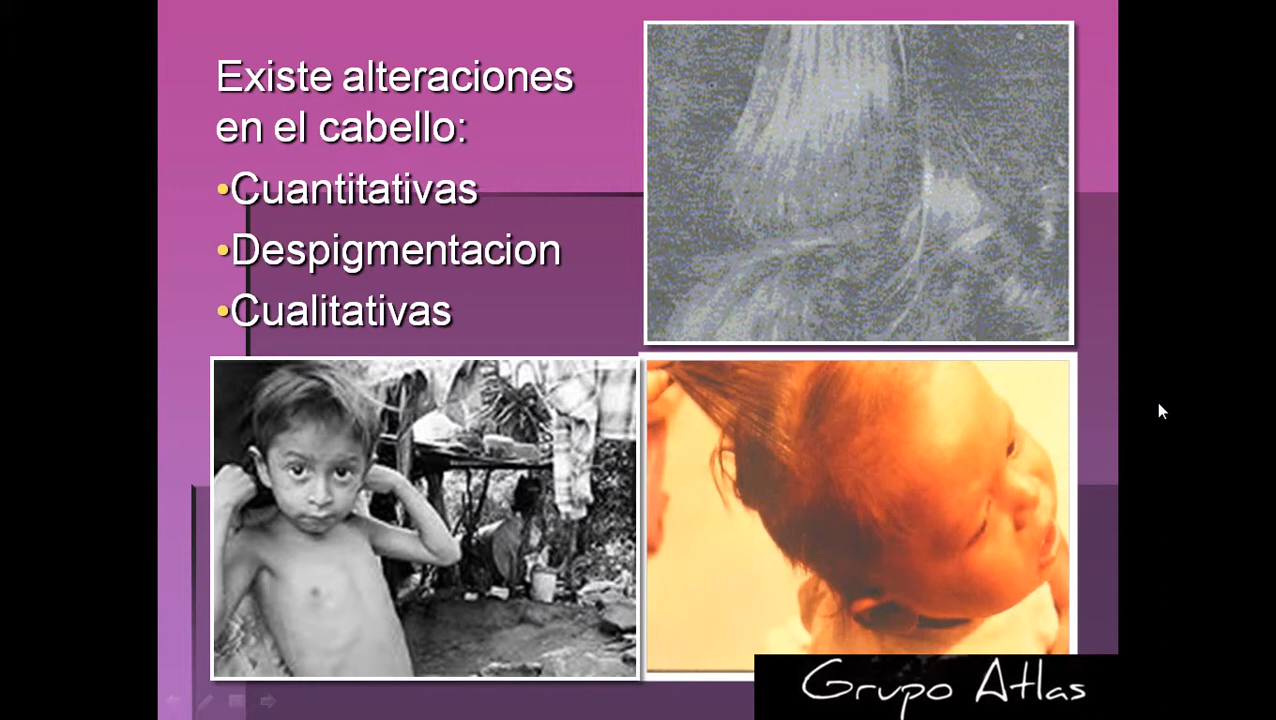 Existe alteraciones
en el cabello:
•Cuantitativas
•Despigmentacion
•Cualitativas
Grupo Atlas